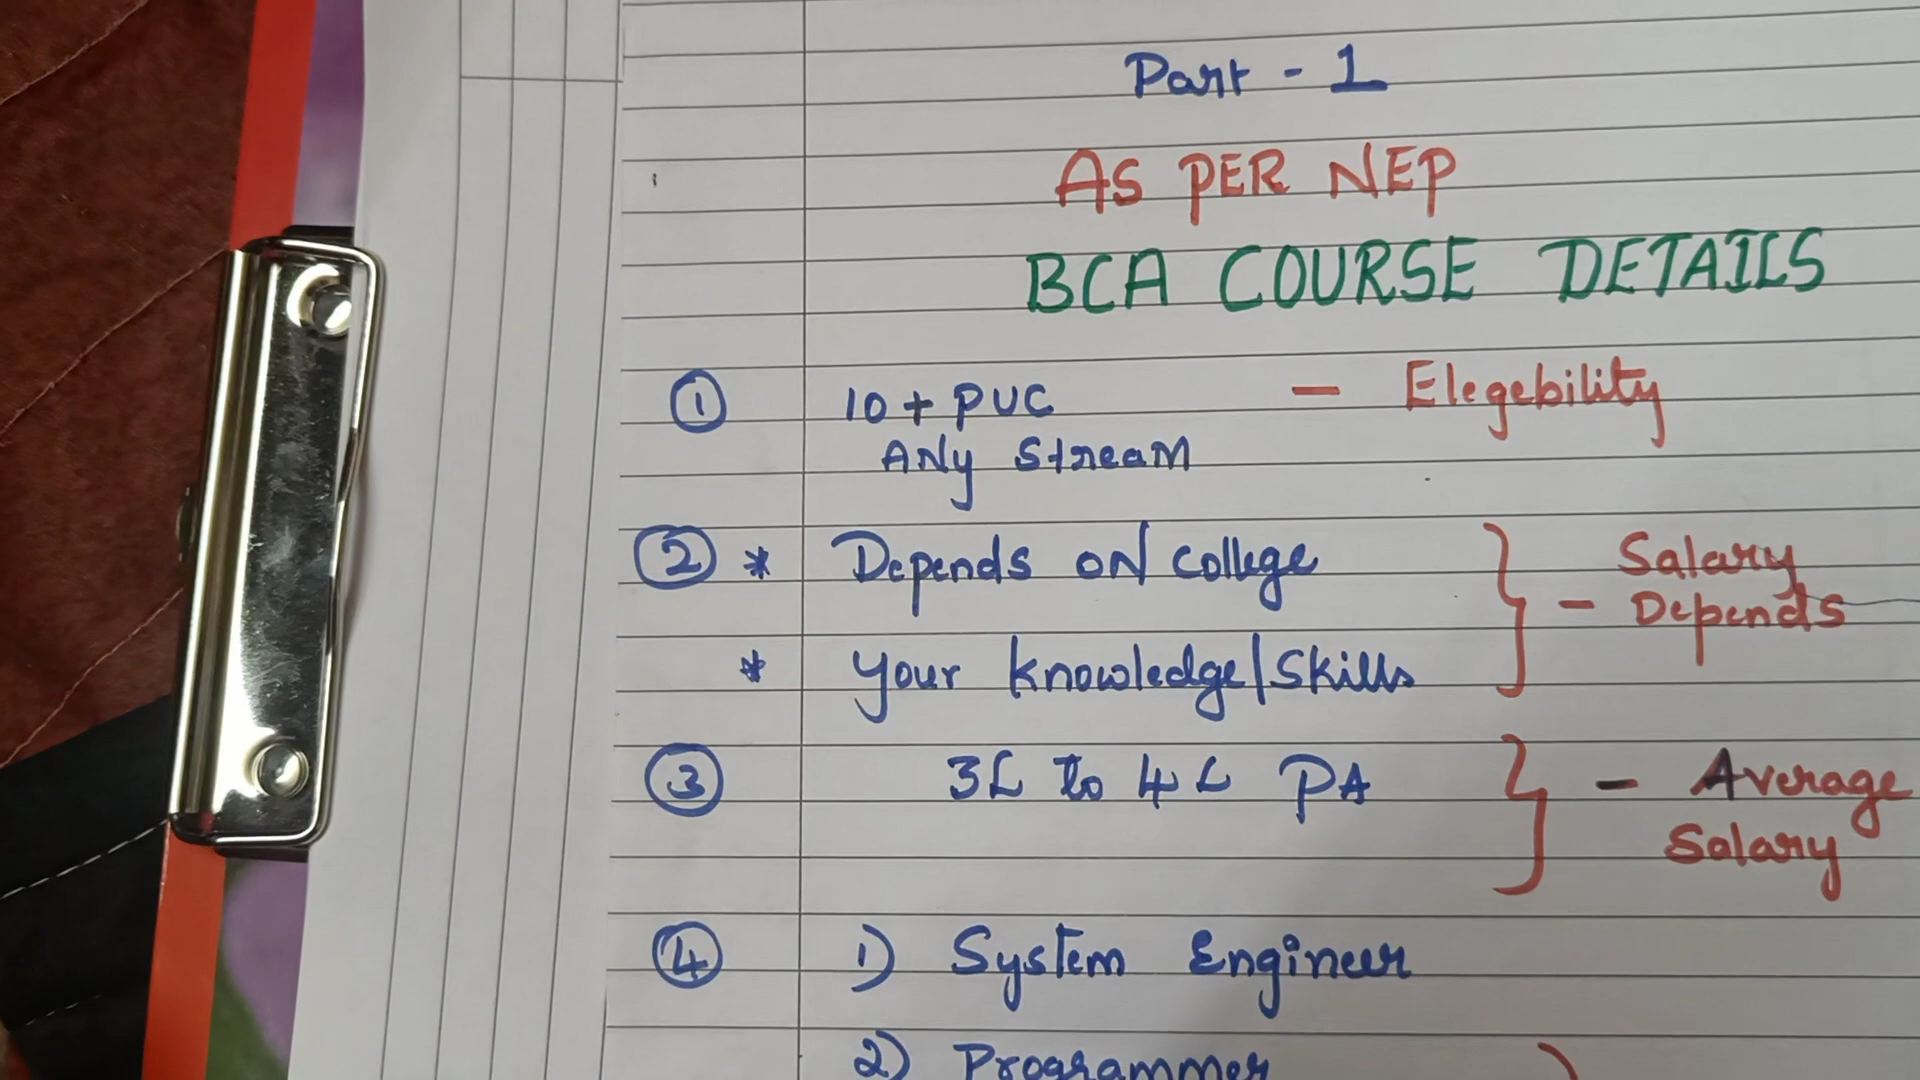 Part - 1
AS PER NEP
BCA COURSE DETAILS
① 10 + PUC - Elegebility
ANy StreaM
② * Depends oN college - Salary Depends
* your knowledge/Skills
③ 3L to 4L PA - Average Salary
④ 1) System Engineer
2) Programmer